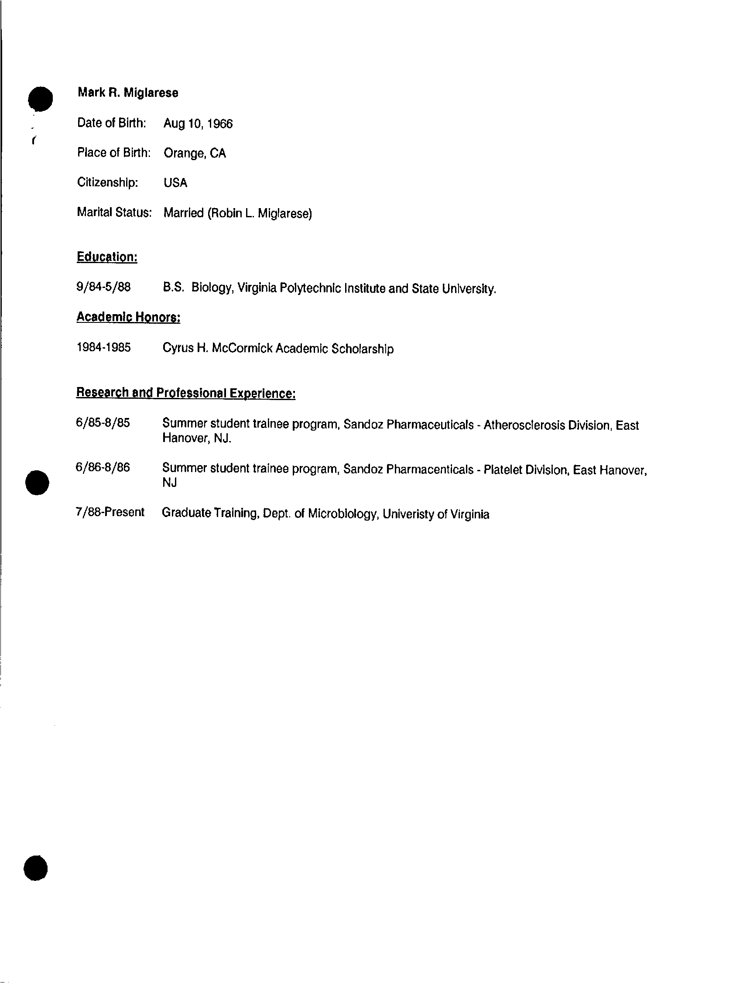 Mark R. Miglarese
Date of Birth: Aug 10, 1966
Place of Birth: Orange, CA
Citizenship: USA
Marital Status: Married (Robin L. Miglarese)
Education:
9/84-5/88 B.S. Biology, Virginia Polytechnic Institute and State University.
Academic Honors:
1984-1985 Cyrus H. McCormick Academic Scholarship
Research and Professional Experience:
6/85-8/85 Summer student trainee program, Sandoz Pharmaceuticals - Atherosclerosis Division, East
Hanover, NJ.
6/86-8/86 Summer student trainee program, Sandoz Pharmacenticals - Platelet Division, East Hanover,
NJ
7/88-Present Graduate Training, Dept. of Microbiology, Univeristy of Virginia